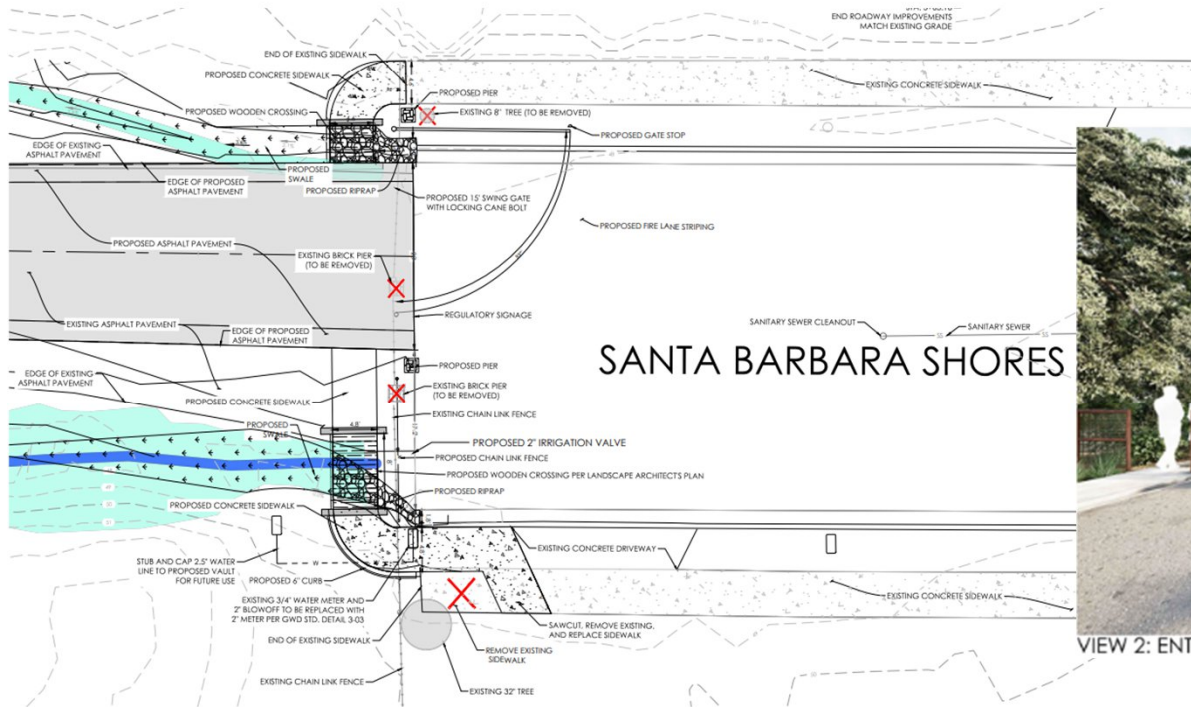 END ROADWAY IMPROVEMENTS
MATCH EXISTING GRADE
END OF EXISTING SIDEWALK
PROPOSED CONCRETE SIDEWALK
EXISTING CONCRETE SIDEWALK
PROPOSED PIER
PROPOSED WOODEN CROSSING
EXISTING 8" TREE (TO BE REMOVED)
PROPOSED GATE STOP
EDGE OF EXISTING
ASPHALT PAVEMENT
EDGE OF PROPOSED
ASPHALT PAVEMENT
PROPOSED
SWALE
PROPOSED RIPRAP
PROPOSED 15' SWING GATE
WITH LOCKING CANE BOLT
PROPOSED FIRE LANE STRIPING
PROPOSED ASPHALT PAVEMENT
EXISTING BRICK PIER
(TO BE REMOVED)
EXISTING ASPHALT PAVEMENT
EDGE OF PROPOSED
ASPHALT PAVEMENT
REGULATORY SIGNAGE
SANITARY SEWER CLEANOUT
SANITARY SEWER
SS
SS
SANTA BARBARA SHORES
EDGE OF EXISTING
ASPHALT PAVEMENT
PROPOSED PIER
PROPOSED CONCRETE SIDEWALK
EXISTING BRICK PIER
(TO BE REMOVED)
EXISTING CHAIN LINK FENCE
PROPOSED
SWALE
4.8'
PROPOSED 2" IRRIGATION VALVE
PROPOSED CHAIN LINK FENCE
PROPOSED WOODEN CROSSING PER LANDSCAPE ARCHITECTS PLAN
PROPOSED RIPRAP
PROPOSED CONCRETE SIDEWALK
STUB AND CAP 2.5" WATER
LINE TO PROPOSED VAULT
FOR FUTURE USE
W
PROPOSED 6" CURB
EXISTING CONCRETE DRIVEWAY
EXISTING 3/4" WATER METER AND
2" BLOWOFF TO BE REPLACED WITH
2" METER PER GWD STD. DETAIL 3-03
EXISTING CONCRETE SIDEWALK
END OF EXISTING SIDEWALK
SAWCUT, REMOVE EXISTING,
AND REPLACE SIDEWALK
REMOVE EXISTING
SIDEWALK
EXISTING CHAIN LINK FENCE
EXISTING 32" TREE
VIEW 2: ENT